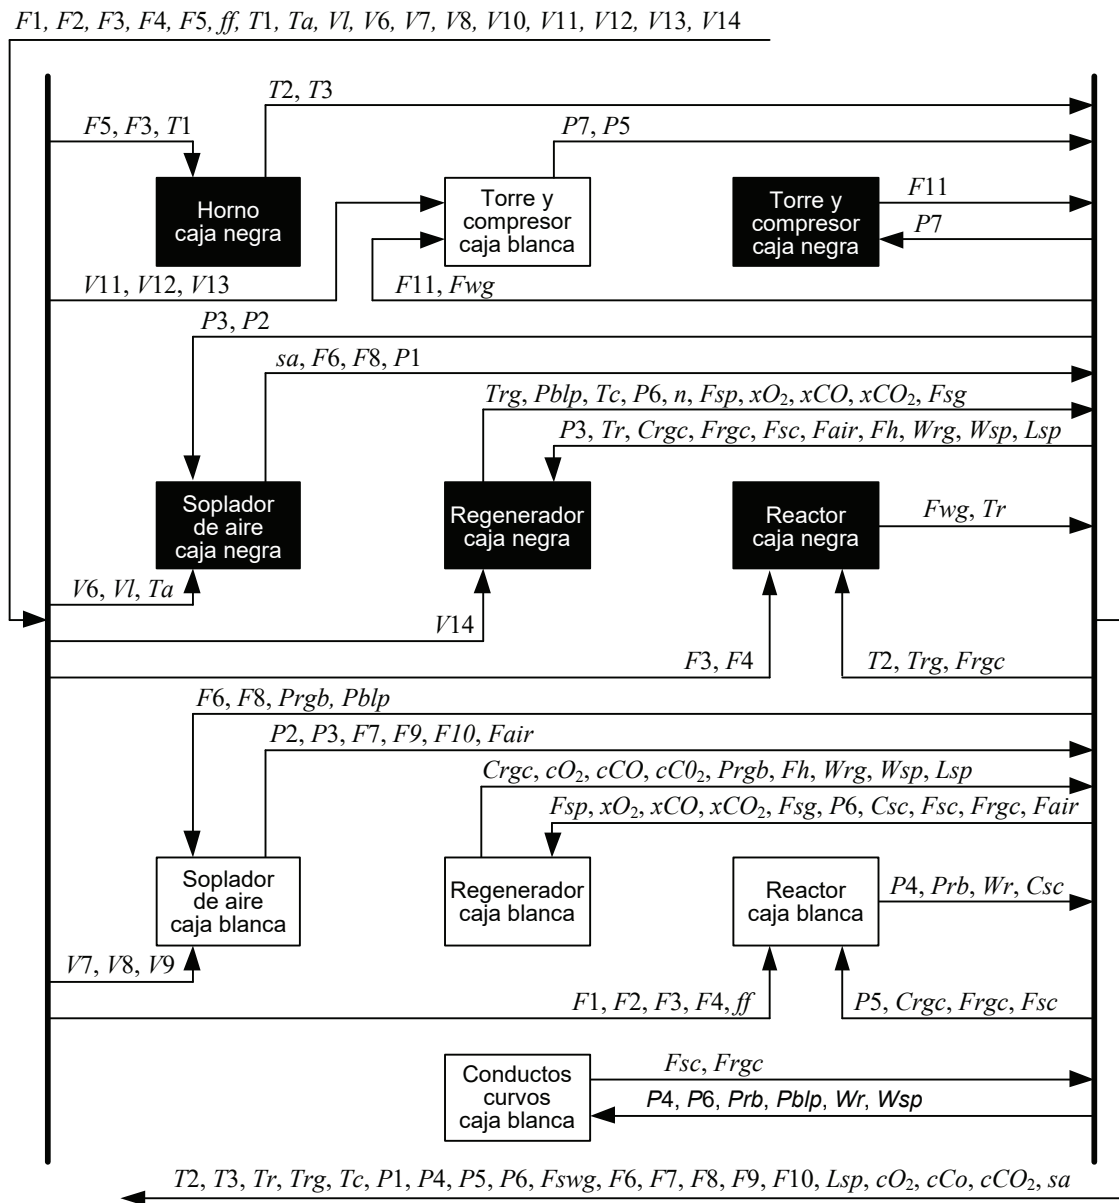 F1, F2, F3, F4, F5, ff, T1, Ta, Vl, V6, V7, V8, V10, V11, V12, V13, V14
T2, T3
F5, F3, T1
P7, P5
Horno
caja negra
Torre y
compresor
caja blanca
Torre y
compresor
caja negra
F11
P7
V11, V12, V13
F11, Fwg
P3, P2
sa, F6, F8, P1
Trg, Pblp, Tc, P6, n, Fsp, xO₂, xCO, xCO₂, Fsg
P3, Tr, Crgc, Frgc, Fsc, Fair, Fh, Wrg, Wsp, Lsp
Soplador
de aire
caja negra
Regenerador
caja negra
Reactor
caja negra
Fwg, Tr
V6, Vl, Ta
V14
F3, F4
T2, Trg, Frgc
F6, F8, Prgb, Pblp
P2, P3, F7, F9, F10, Fair
Crgc, cO₂, cCO, cC0₂, Prgb, Fh, Wrg, Wsp, Lsp
Fsp, xO₂, xCO, xCO₂, Fsg, P6, Csc, Fsc, Frgc, Fair
Soplador
de aire
caja blanca
Regenerador
caja blanca
Reactor
caja blanca
P4, Prb, Wr, Csc
V7, V8, V9
F1, F2, F3, F4, ff
P5, Crgc, Frgc, Fsc
Conductos
curvos
caja blanca
Fsc, Frgc
P4, P6, Prb, Pblp, Wr, Wsp
T2, T3, Tr, Trg, Tc, P1, P4, P5, P6, Fswg, F6, F7, F8, F9, F10, Lsp, cO₂, cCo, cCO₂, sa